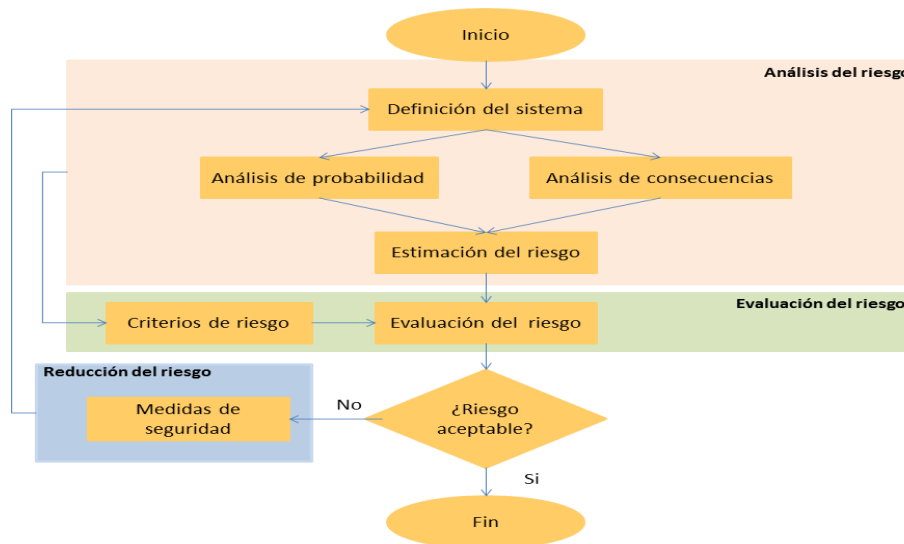 Inicio
Análisis del riesgo
Definición del sistema
Análisis de probabilidad
Análisis de consecuencias
Estimación del riesgo
Evaluación del riesgo
Criterios de riesgo
Evaluación del riesgo
Reducción del riesgo
Medidas de
seguridad
No
¿Riesgo
aceptable?
Si
Fin